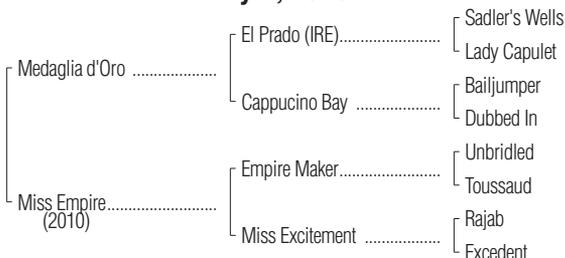 Sadler's Wells
El Prado (IRE)......................
Lady Capulet
Medaglia d'Oro ....................
Bailjumper
Cappucino Bay ....................
Dubbed In
Unbridled
Empire Maker......................
Toussaud
Miss Empire..........................
(2010)
Rajab
Miss Excitement ..................
Excedent